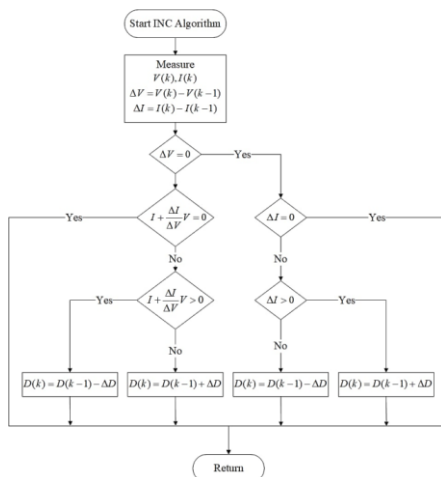 Start INC Algorithm
Measure
V(k), I(k)
ΔV = V(k) − V(k−1)
ΔI = I(k) − I(k−1)
ΔV = 0
Yes
Yes
I + ΔI/ΔV V = 0
ΔI = 0
Yes
No
No
Yes
I + ΔI/ΔV V > 0
ΔI > 0
Yes
No
No
D(k) = D(k−1) − ΔD
D(k) = D(k−1) + ΔD
D(k) = D(k−1) − ΔD
D(k) = D(k−1) + ΔD
Return